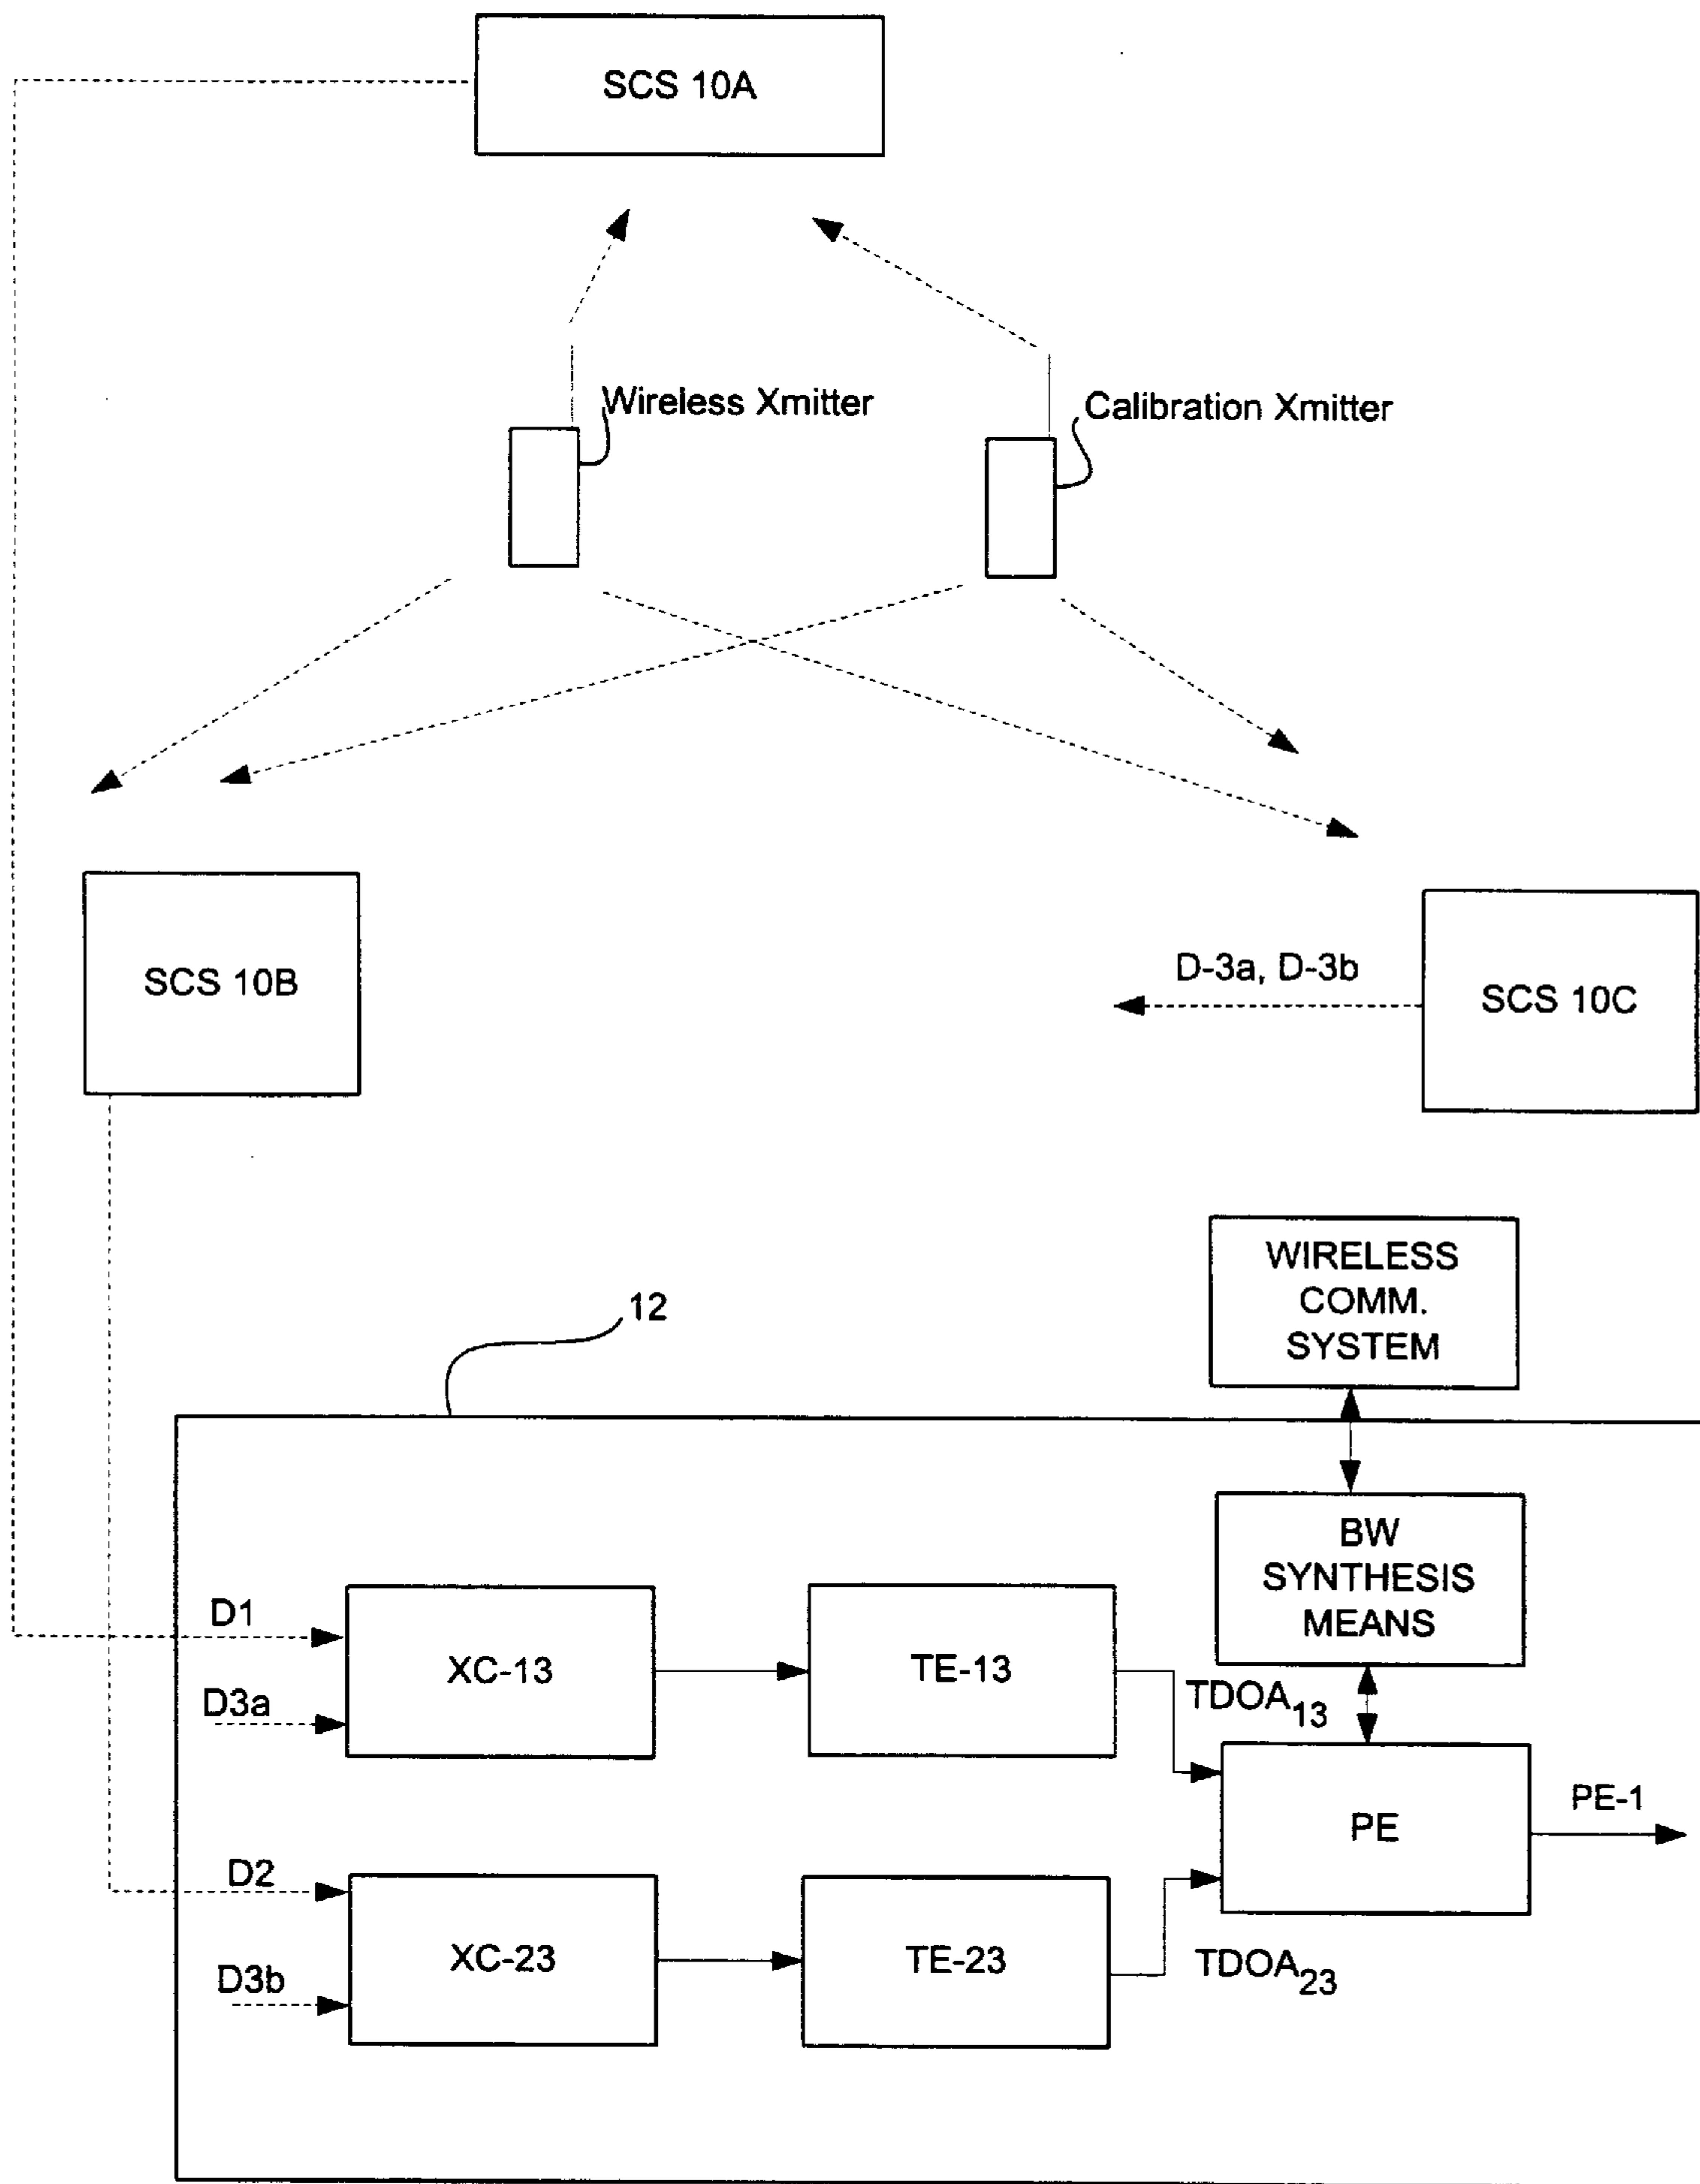 SCS 10A
Wireless Xmitter
Calibration Xmitter
SCS 10B
D-3a, D-3b
SCS 10C
WIRELESS
COMM.
SYSTEM
12
BW
SYNTHESIS
MEANS
D1
XC-13
TE-13
D3a
TDOA13
PE
PE-1
D2
XC-23
TE-23
D3b
TDOA23